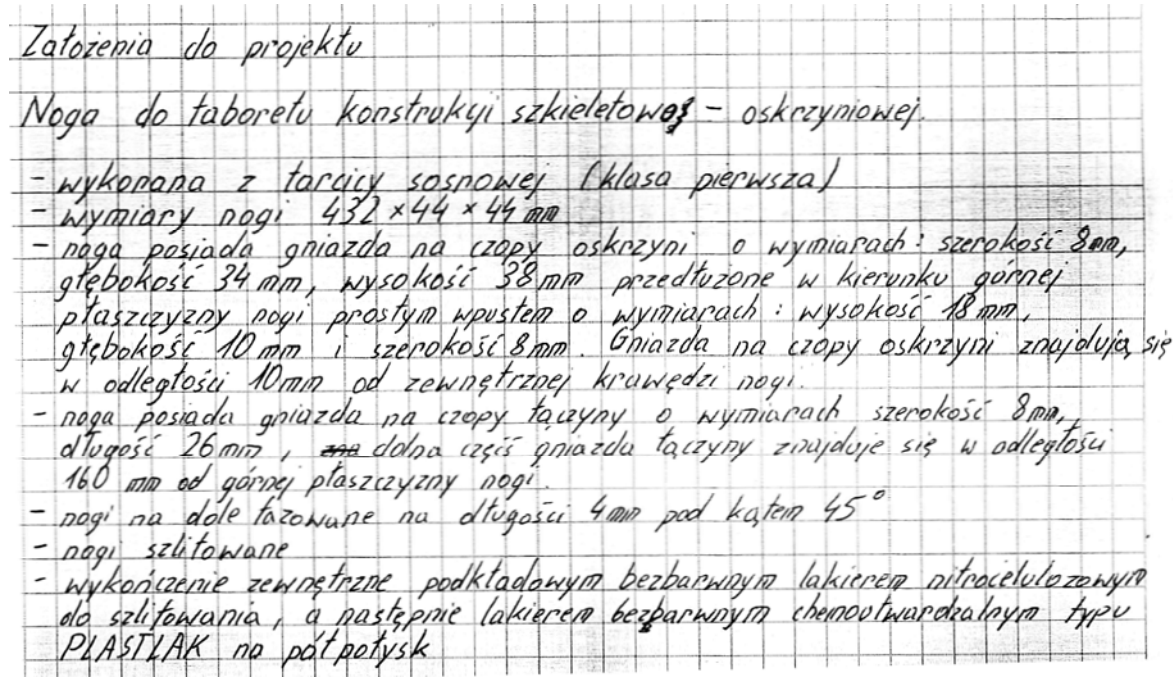 Założenia do projektu
Noga do taboretu konstrukcji szkieletowej - oskrzyniowej.
- wykonana z tarcicy sosnowej (klasa pierwsza)
- wymiary nogi 432 x 44 x 44 mm
- noga posiada gniazda na czopy oskrzyni o wymiarach: szerokość 8mm,
głębokość 34 mm, wysokość 38 mm przedłużone w kierunku górnej
płaszczyzny nogi prostym wpustem o wymiarach: wysokość 18 mm,
głębokość 10 mm i szerokość 8mm. Gniazda na czopy oskrzyni znajdują się
w odległości 10mm od zewnętrznej krawędzi nogi.
- noga posiada gniazda na czopy łączyny o wymiarach szerokość 8mm,
długość 26mm, dolna część gniazda łączyny znajduje się w odległości
160 mm od górnej płaszczyzny nogi.
- nogi na dole fazowane na długości 4mm pod kątem 45°
- nogi szlifowane
- wykończenie zewnętrzne podkładowym bezbarwnym lakierem nitrocelulozowym
do szlifowania, a następnie lakierem bezbarwnym chemoutwardzalnym typu
PLASTLAK na półpołysk